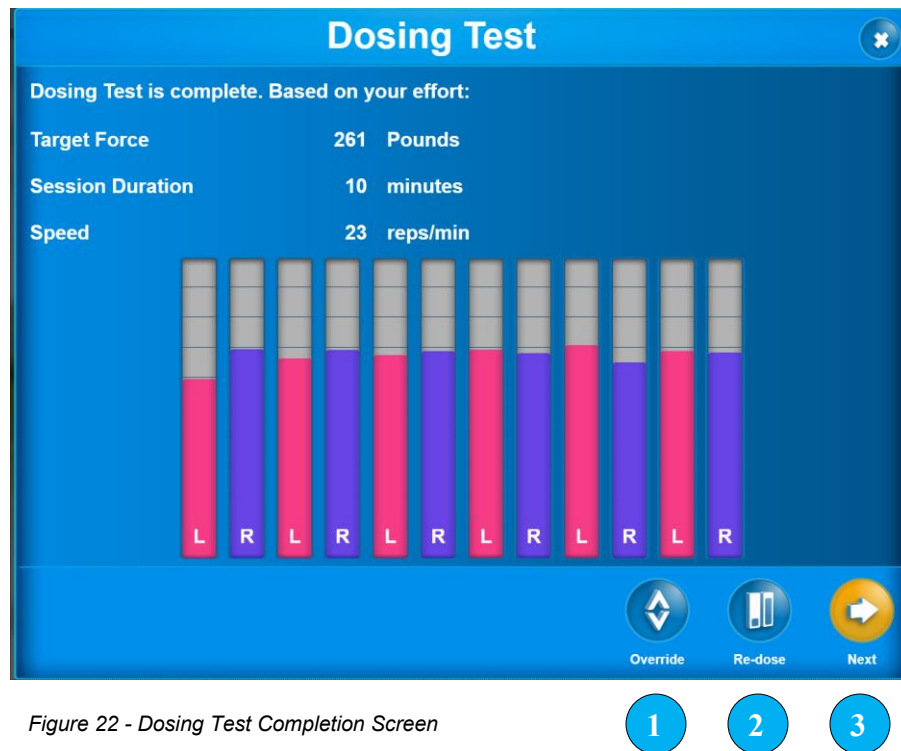 Dosing Test
Dosing Test is complete. Based on your effort:
Target Force 261 Pounds
Session Duration 10 minutes
Speed 23 reps/min
L R L R L R L R L R L R
Override Re-dose Next
Figure 22 - Dosing Test Completion Screen
1 2 3